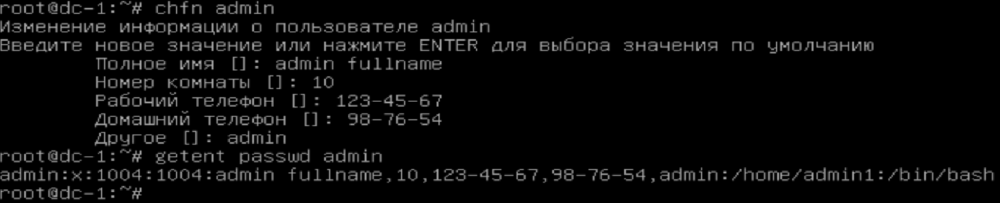 root@dc-1:~# chfn admin
Изменение информации о пользователе admin
Введите новое значение или нажмите ENTER для выбора значения по умолчанию
Полное имя []: admin fullname
Номер комнаты []: 10
Рабочий телефон []: 123-45-67
Домашний телефон []: 98-76-54
Другое []: admin
root@dc-1:~# getent passwd admin
admin:x:1004:1004:admin fullname,10,123-45-67,98-76-54,admin:/home/admin1:/bin/bash
root@dc-1:~#